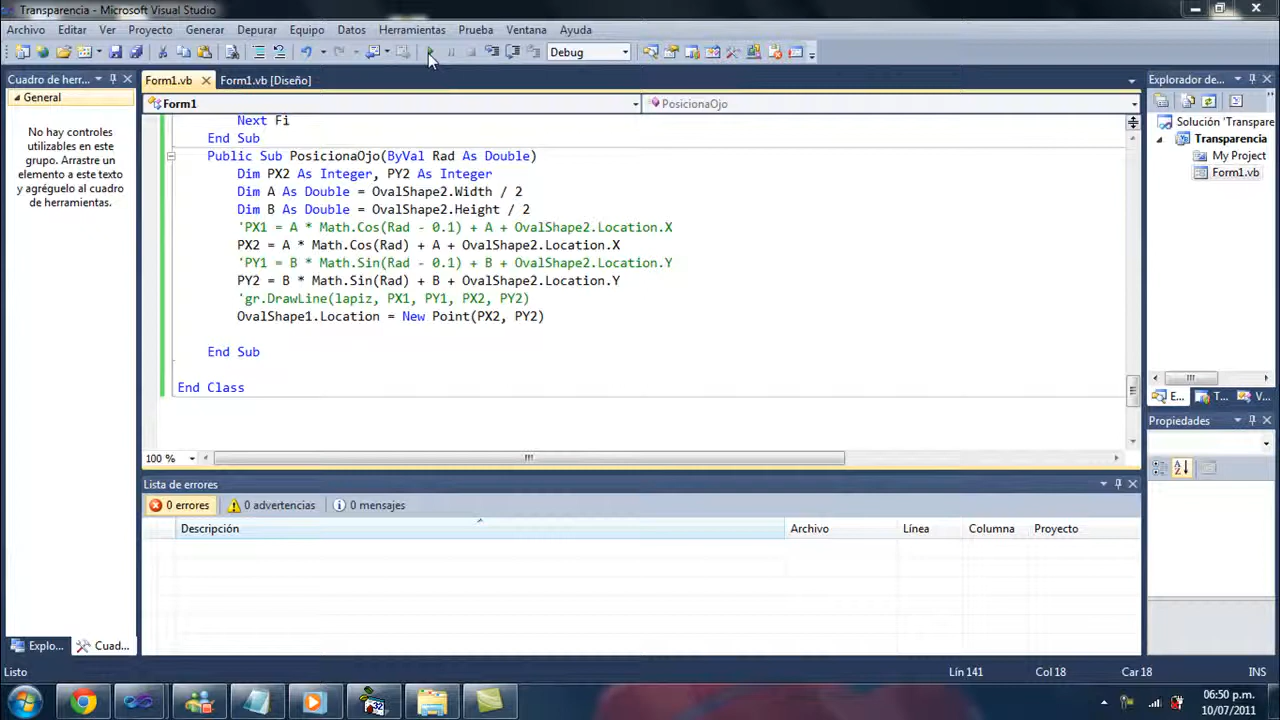 Transparencia - Microsoft Visual Studio
Archivo Editar Ver Proyecto Generar Depurar Equipo Datos Herramientas Prueba Ventana Ayuda
Debug
Cuadro de herr...
General
No hay controles
utilizables en este
grupo. Arrastre un
elemento a este texto
y agréguelo al cuadro
de herramientas.
Explo...
Cuad...
Form1.vb
Form1.vb [Diseño]
Form1
PosicionaOjo
Next Fi
End Sub
Public Sub PosicionaOjo(ByVal Rad As Double)
Dim PX2 As Integer, PY2 As Integer
Dim A As Double = OvalShape2.Width / 2
Dim B As Double = OvalShape2.Height / 2
'PX1 = A * Math.Cos(Rad - 0.1) + A + OvalShape2.Location.X
PX2 = A * Math.Cos(Rad) + A + OvalShape2.Location.X
'PY1 = B * Math.Sin(Rad - 0.1) + B + OvalShape2.Location.Y
PY2 = B * Math.Sin(Rad) + B + OvalShape2.Location.Y
'gr.DrawLine(lapiz, PX1, PY1, PX2, PY2)
OvalShape1.Location = New Point(PX2, PY2)
End Sub
End Class
100 %
Lista de errores
0 errores
0 advertencias
0 mensajes
Descripción Archivo Línea Columna Proyecto
Explorador de...
Solución 'Transpare
Transparencia
My Project
Form1.vb
E... T... V...
Propiedades
Listo
Lín 141 Col 18 Car 18 INS
06:50 p.m.
10/07/2011